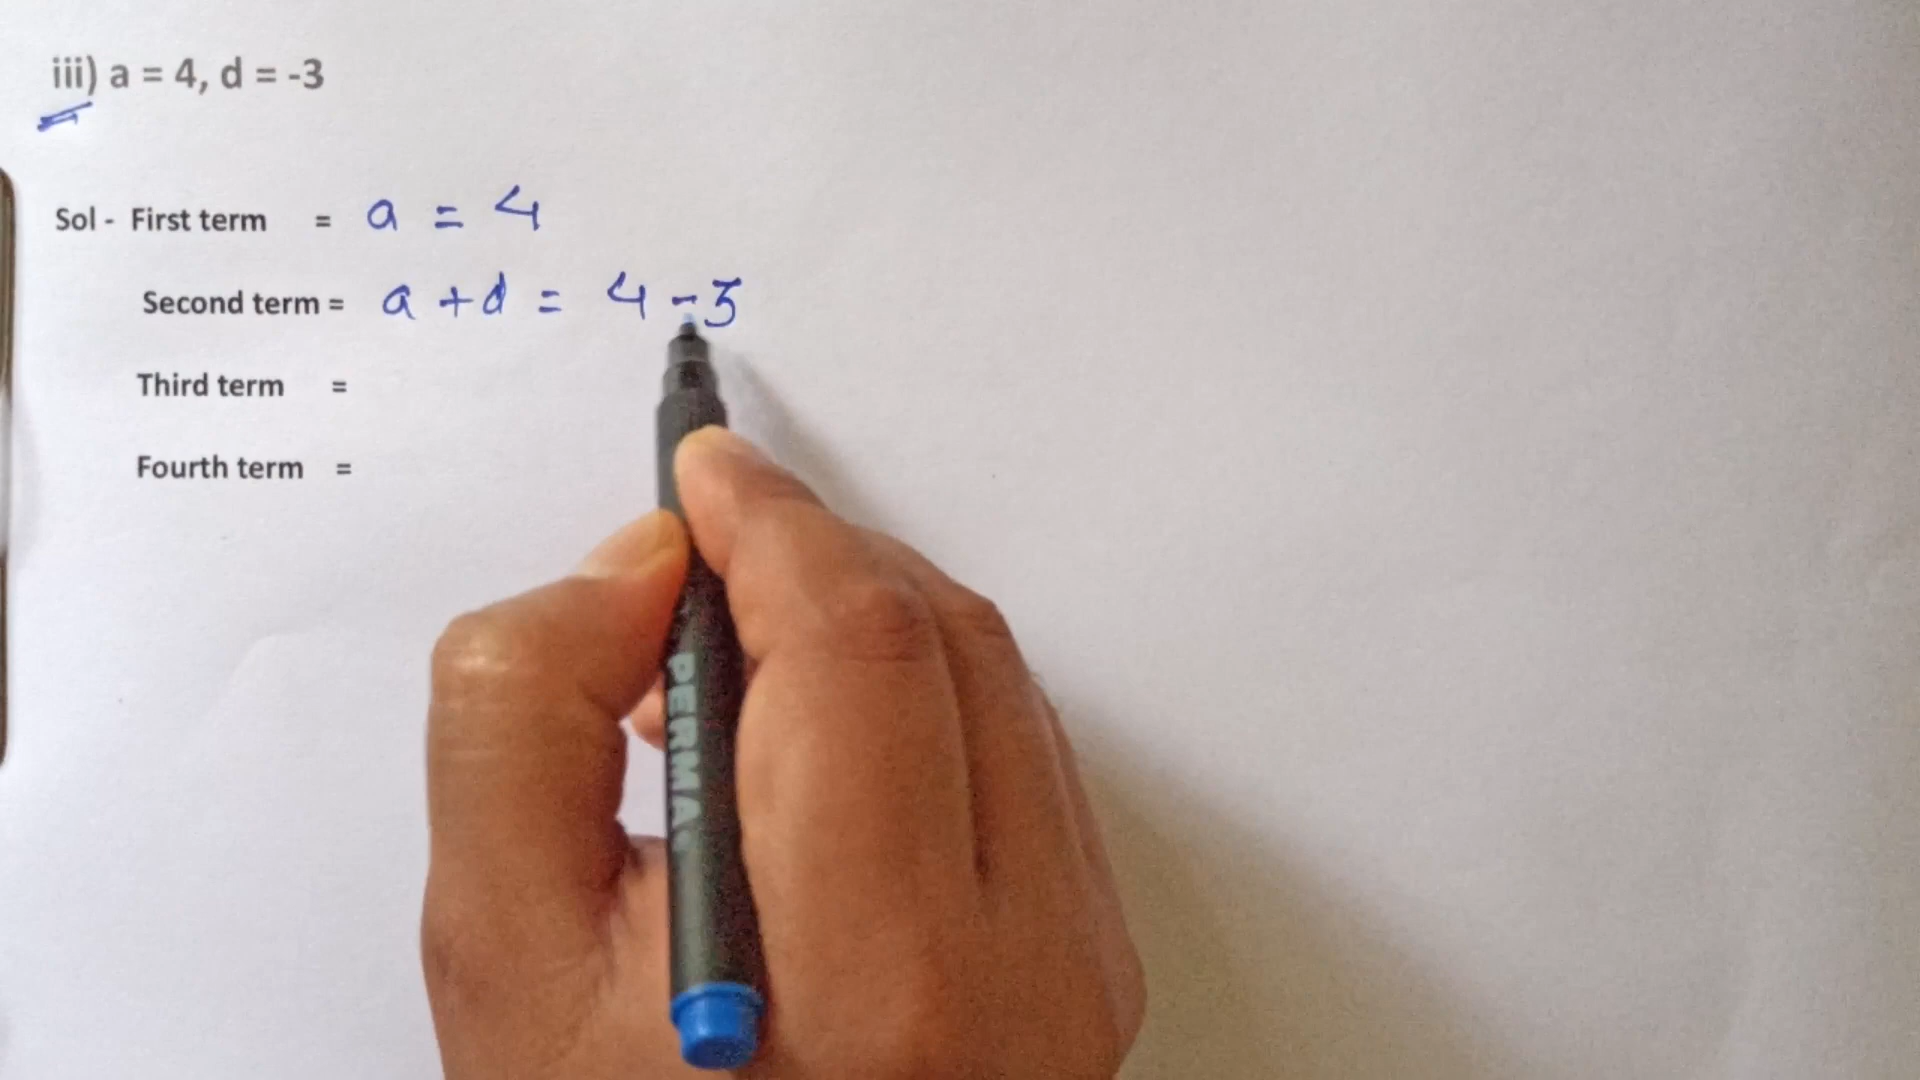 iii) a = 4, d = -3
Sol - First term = a = 4
Second term = a + d = 4 - 3
Third term =
Fourth term =
PERMA